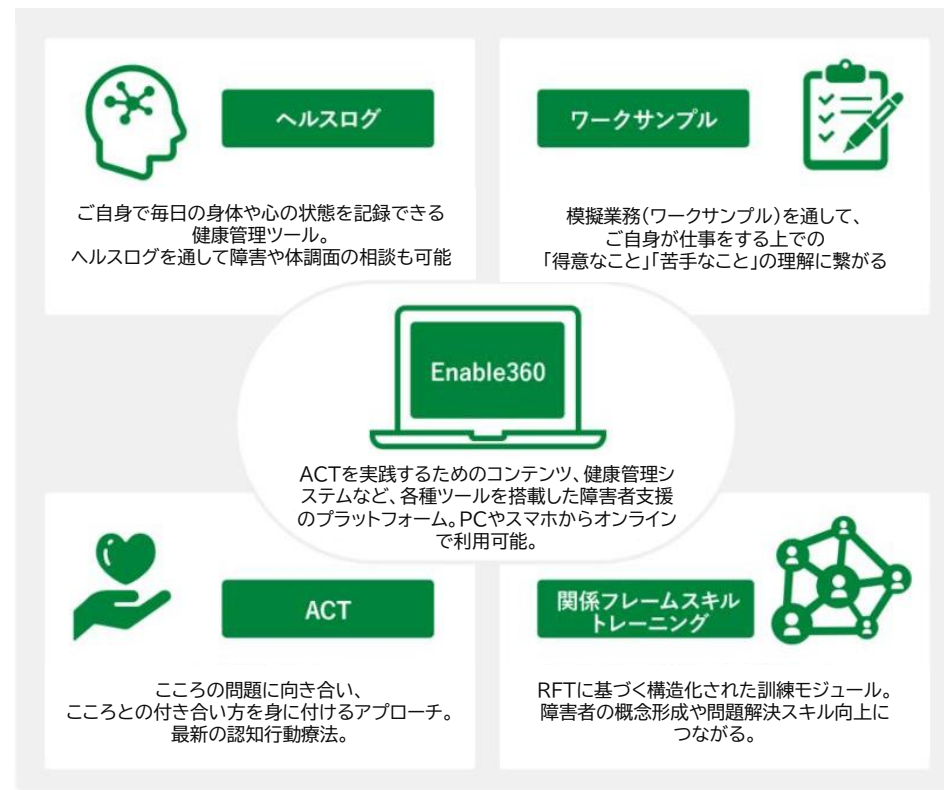 ヘルスログ
ご自身で毎日の身体や心の状態を記録できる
健康管理ツール。
ヘルスログを通して障害や体調面の相談も可能
ワークサンプル
模擬業務(ワークサンプル)を通して、
ご自身が仕事をする上での
「得意なこと」「苦手なこと」の理解に繋がる
Enable360
ACTを実践するためのコンテンツ、健康管理シ
ステムなど、各種ツールを搭載した障害者支援
のプラットフォーム。PCやスマホからオンライン
で利用可能。
ACT
こころの問題に向き合い、
こころとの付き合い方を身に付けるアプローチ。
最新の認知行動療法。
関係フレームスキル
トレーニング
RFTに基づく構造化された訓練モジュール。
障害者の概念形成や問題解決スキル向上に
つながる。